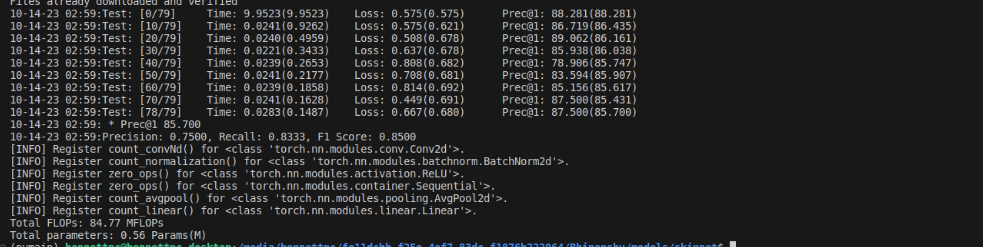 Files already downloaded and verified
10-14-23 02:59:Test: [0/79] Time: 9.9523(9.9523) Loss: 0.575(0.575) Prec@1: 88.281(88.281)
10-14-23 02:59:Test: [10/79] Time: 0.0241(0.9262) Loss: 0.575(0.621) Prec@1: 86.719(86.435)
10-14-23 02:59:Test: [20/79] Time: 0.0240(0.4959) Loss: 0.508(0.678) Prec@1: 89.062(86.161)
10-14-23 02:59:Test: [30/79] Time: 0.0221(0.3433) Loss: 0.637(0.678) Prec@1: 85.938(86.038)
10-14-23 02:59:Test: [40/79] Time: 0.0239(0.2653) Loss: 0.808(0.682) Prec@1: 78.906(85.747)
10-14-23 02:59:Test: [50/79] Time: 0.0241(0.2177) Loss: 0.708(0.681) Prec@1: 83.594(85.907)
10-14-23 02:59:Test: [60/79] Time: 0.0239(0.1858) Loss: 0.814(0.692) Prec@1: 85.156(85.617)
10-14-23 02:59:Test: [70/79] Time: 0.0241(0.1628) Loss: 0.449(0.691) Prec@1: 87.500(85.431)
10-14-23 02:59:Test: [78/79] Time: 0.0283(0.1487) Loss: 0.667(0.680) Prec@1: 87.500(85.700)
10-14-23 02:59: * Prec@1 85.700
10-14-23 02:59:Precision: 0.7500, Recall: 0.8333, F1 Score: 0.8500
[INFO] Register count_convNd() for <class 'torch.nn.modules.conv.Conv2d'>.
[INFO] Register count_normalization() for <class 'torch.nn.modules.batchnorm.BatchNorm2d'>.
[INFO] Register zero_ops() for <class 'torch.nn.modules.activation.ReLU'>.
[INFO] Register zero_ops() for <class 'torch.nn.modules.container.Sequential'>.
[INFO] Register count_avgpool() for <class 'torch.nn.modules.pooling.AvgPool2d'>.
[INFO] Register count_linear() for <class 'torch.nn.modules.linear.Linear'>.
Total FLOPs: 84.77 MFLOPs
Total parameters: 0.56 Params(M)